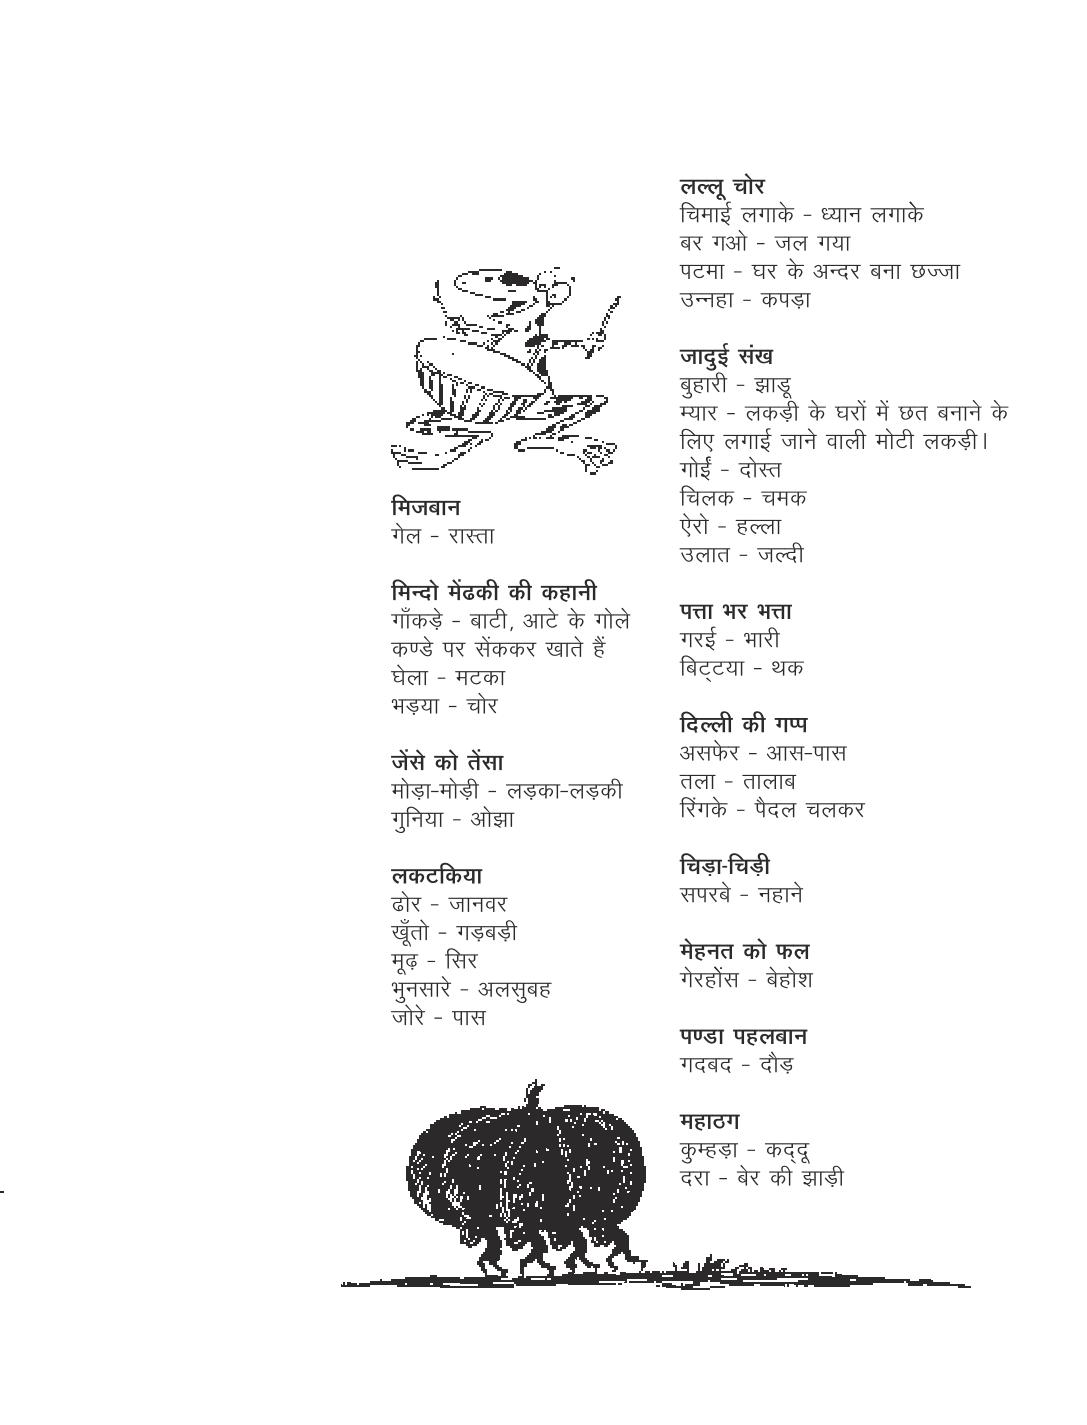 मिजबान
गेल – रास्ता
मिन्दो मेंढकी की कहानी
गाँकड़े – बाटी, आटे के गोले
कण्डे पर सेंककर खाते हैं
घेला – मटका
भड़या – चोर
जेंसे को तेंसा
मोड़ा-मोड़ी – लड़का-लड़की
गुनिया – ओझा
लकटकिया
ढोर – जानवर
खूँतो – गड़बड़ी
मूढ़ – सिर
भुनसारे – अलसुबह
जोरे – पास
लल्लू चोर
चिमाई लगाके – ध्यान लगाके
बर गओ – जल गया
पटमा – घर के अन्दर बना छज्जा
उन्नहा – कपड़ा
जादुई संख
बुहारी – झाडू
म्यार – लकड़ी के घरों में छत बनाने के
लिए लगाई जाने वाली मोटी लकड़ी।
गोईं – दोस्त
चिलक – चमक
ऐरो – हल्ला
उलात – जल्दी
पत्ता भर भत्ता
गरई – भारी
बिट्टया – थक
दिल्ली की गप्प
असफेर – आस-पास
तला – तालाब
रिंगके – पैदल चलकर
चिड़ा-चिड़ी
सपरबे – नहाने
मेहनत को फल
गेरहोंस – बेहोश
पण्डा पहलबान
गदबद – दौड़
महाठग
कुम्हड़ा – कद्दू
दरा – बेर की झाड़ी